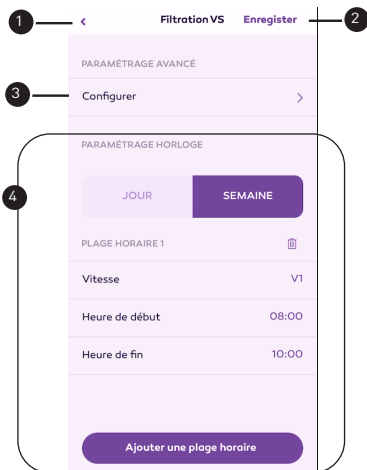 1 < Filtration VS Enregister 2
PARAMÉTRAGE AVANCÉ
3 Configurer >
PARAMÉTRAGE HORLOGE
4
JOUR SEMAINE
PLAGE HORAIRE 1
Vitesse V1
Heure de début 08:00
Heure de fin 10:00
Ajouter une plage horaire